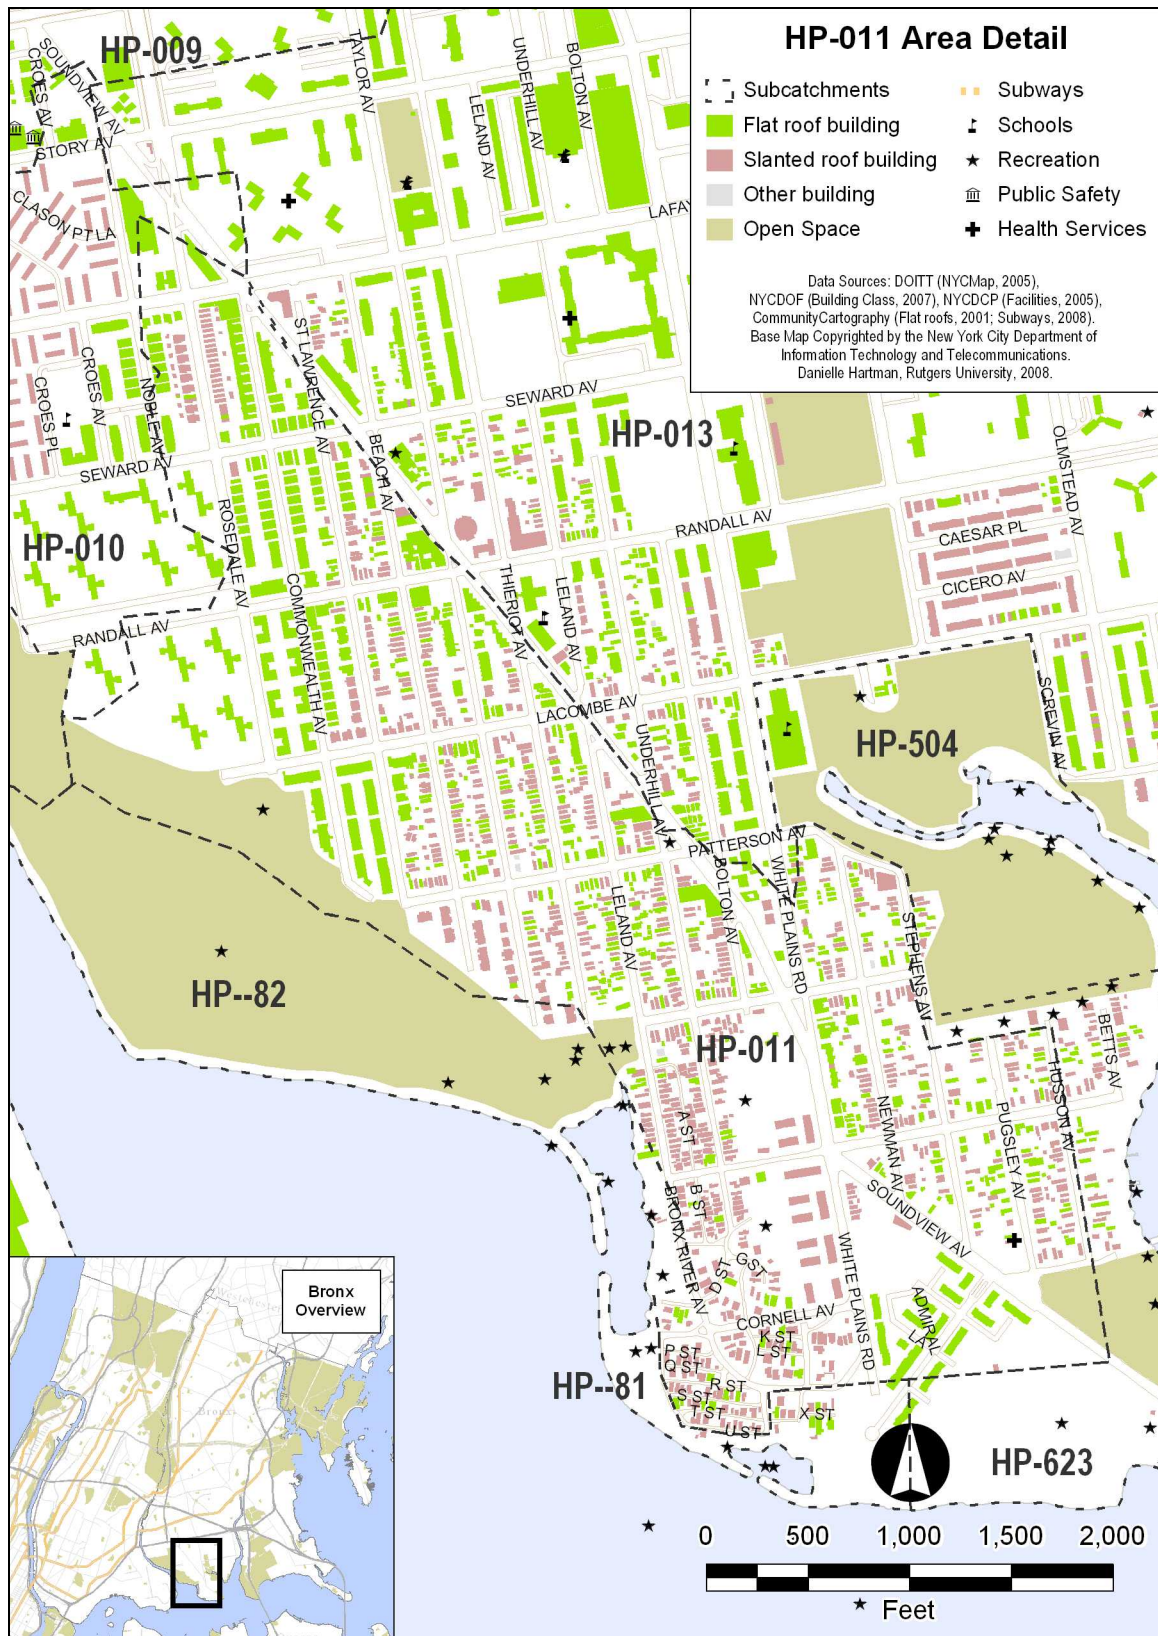 HP-011 Area Detail
Subcatchments
Flat roof building
Slanted roof building
Other building
Open Space
Subways
Schools
Recreation
Public Safety
Health Services
Data Sources: DOITT (NYCMap, 2005),
NYCDOF (Building Class, 2007), NYCDCP (Facilities, 2005),
CommunityCartography (Flat roofs, 2001; Subways, 2008).
Base Map Copyrighted by the New York City Department of
Information Technology and Telecommunications.
Danielle Hartman, Rutgers University, 2008.
HP-009
SOUNDVIEW AV
CROES AV
STORY AV
CLASON PT LA
TAYLOR AV
UNDERHILL AV
BOLTON AV
LELAND AV
LAFAY
ST LAWRENCE AV
CROES AV
CROES PL
NOBLE AV
SEWARD AV
BEACH AV
SEWARD AV
HP-013
OLMSTEAD AV
HP-010
ROSEDALE AV
RANDALL AV
CAESAR PL
CICERO AV
COMMONWEALTH AV
THIERIOT AV
LELAND AV
RANDALL AV
LACOMBE AV
SCREVIN AV
UNDERHILL AV
HP-504
PATTERSON AV
BOLTON AV
WHITE PLAINS RD
LELAND AV
STEPHENS AV
HP--82
HP-011
BETTS AV
HUSSON AV
A ST
NEWMAN AV
PUGSLEY AV
B ST
BRONX RIVER AV
SOUNDVIEW AV
G ST
D ST
WHITE PLAINS RD
ADMIRAL
LA
CORNELL AV
K ST
L ST
P ST
Q ST
R ST
S ST
T ST
U ST
X ST
HP--81
HP-623
Bronx
Overview
Westchester
Bronx
0 500 1,000 1,500 2,000
Feet